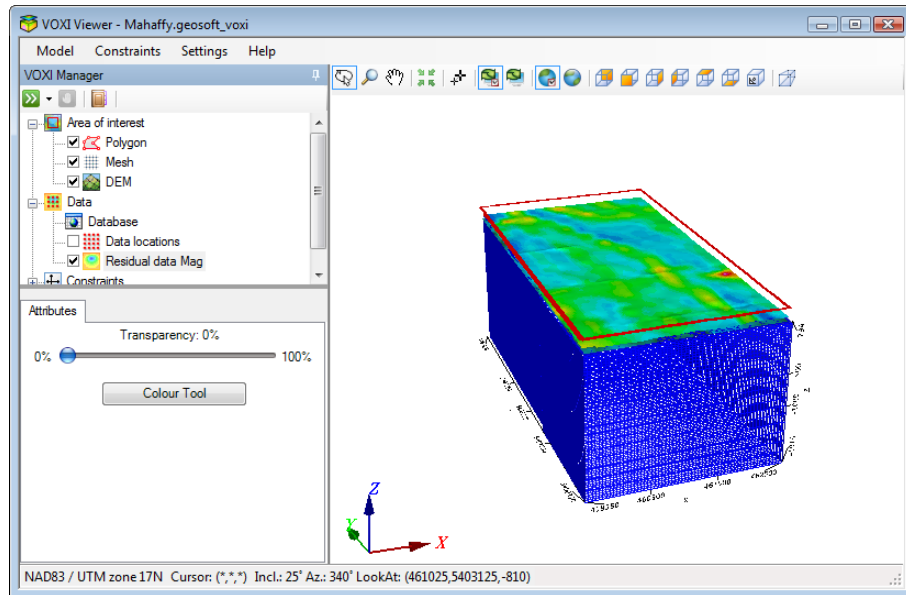 VOXI Viewer - Mahaffy.geosoft_voxi
Model Constraints Settings Help
VOXI Manager
Area of interest
Polygon
Mesh
DEM
Data
Database
Data locations
Residual data Mag
Constraints
Attributes
Transparency: 0%
0% 100%
Colour Tool
Z
Y
X
NAD83 / UTM zone 17N Cursor: (*,*,*) Incl.: 25° Az.: 340° LookAt: (461025,5403125,-810)